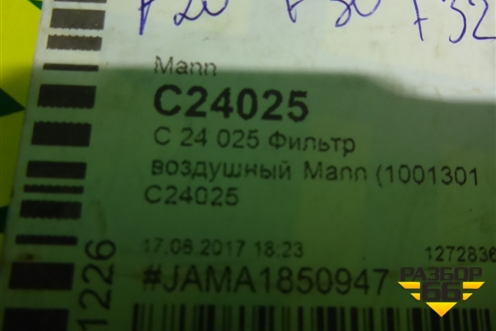 F20 F30 F32
Mann
C24025
C 24 025 Фильтр
воздушный Mann (1001301
C24025
17.08.2017 18:23
1272836
#JAMA1850947
1226
РАЗБОР
66